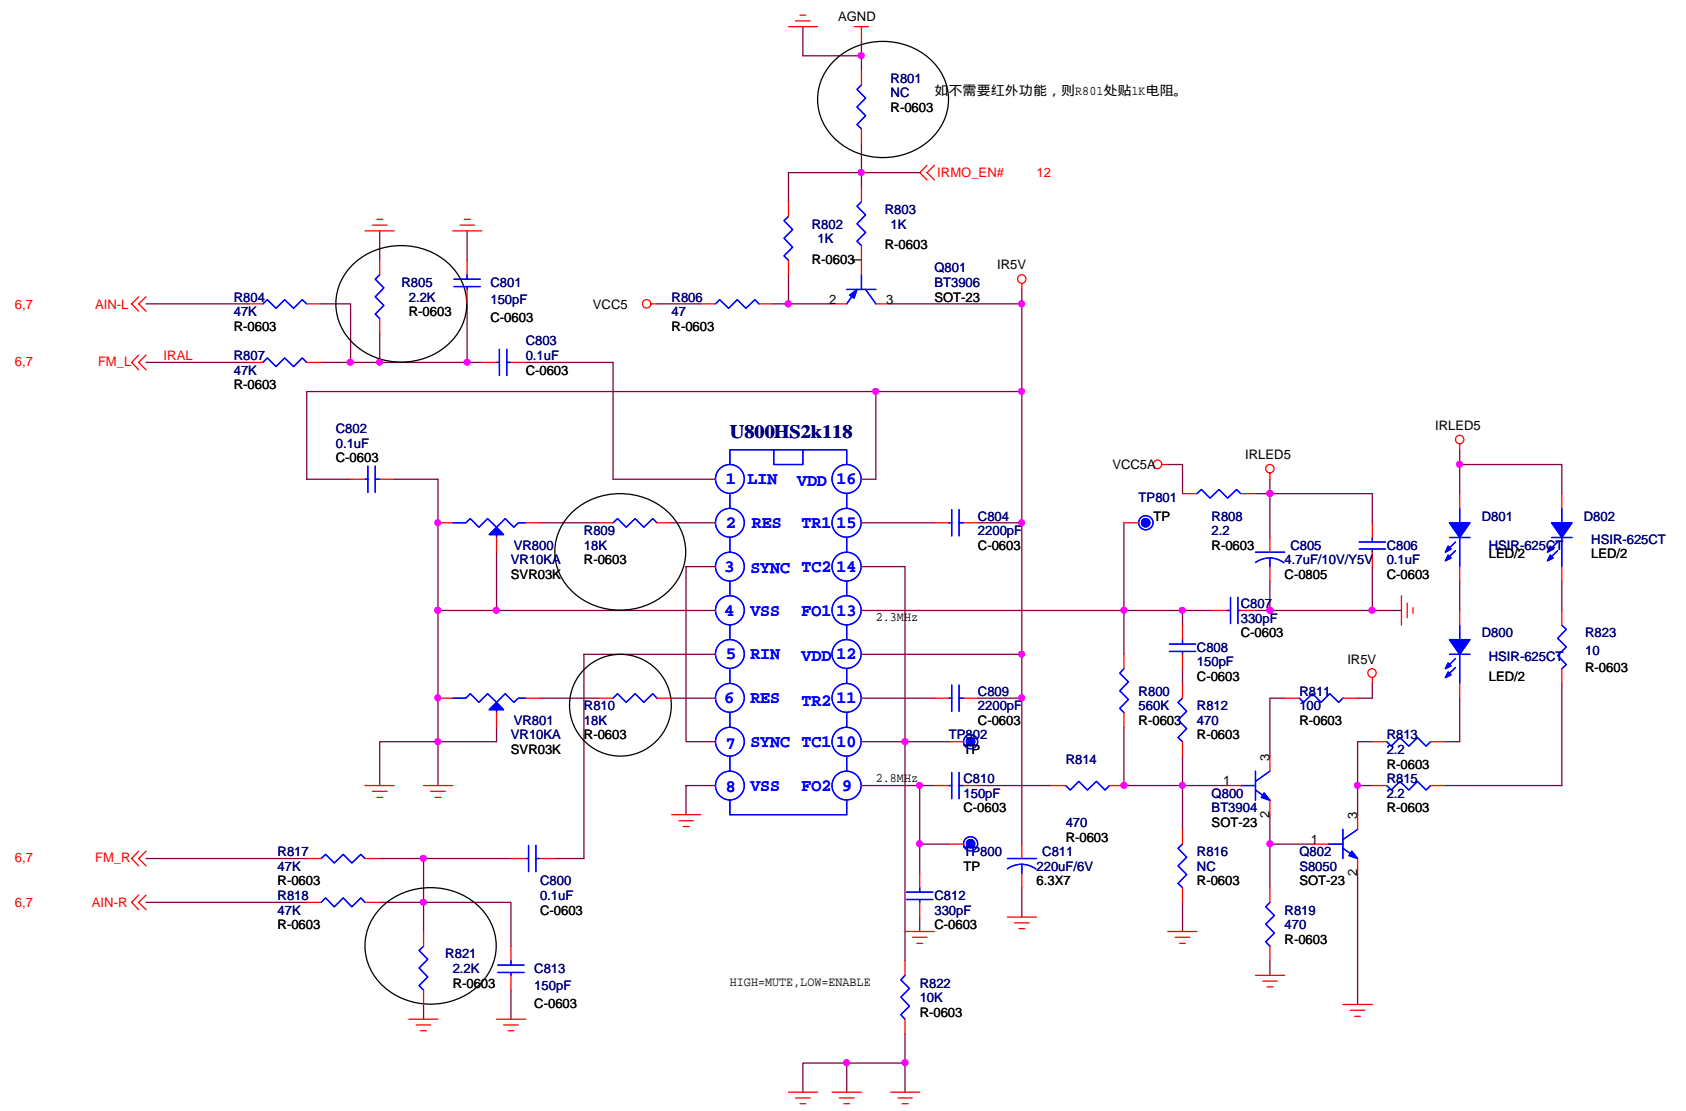 AGND
R801
NC
R-0603
如不需要红外功能，则R801处贴1K电阻。
IRMO_EN#
12
R802
1K
R-0603
R803
1K
R-0603
Q801
BT3906
SOT-23
2
3
1
IR5V
VCC5
R806
47
R-0603
6,7
AIN-L
R804
47K
R-0603
R805
2.2K
R-0603
C801
150pF
C-0603
6,7
FM_L
IRAL
R807
47K
R-0603
C803
0.1uF
C-0603
C802
0.1uF
C-0603
U800HS2k118
1
LIN
VDD
16
2
RES
TR1
15
3
SYNC
TC2
14
4
VSS
FO1
13
5
RIN
VDD
12
6
RES
TR2
11
7
SYNC
TC1
10
8
VSS
FO2
9
2.3MHz
2.8MHz
VR800
VR10KA
SVR03K
R809
18K
R-0603
VR801
VR10KA
SVR03K
R810
18K
R-0603
C804
2200pF
C-0603
C809
2200pF
C-0603
TP802
TP
C810
150pF
C-0603
TP800
TP
C811
220uF/6V
6.3X7
C812
330pF
C-0603
TP801
TP
VCC5A
R808
2.2
R-0603
IRLED5
C805
4.7uF/10V/Y5V
C-0805
C806
0.1uF
C-0603
C807
330pF
C-0603
C808
150pF
C-0603
R800
560K
R-0603
R812
470
R-0603
R814
470
R-0603
R816
NC
R-0603
IR5V
R811
100
R-0603
1
3
2
Q800
BT3904
SOT-23
R819
470
R-0603
1
3
2
Q802
S8050
SOT-23
R813
2.2
R-0603
R815
2.2
R-0603
IRLED5
D801
HSIR-625CT
LED/2
D802
HSIR-625CT
LED/2
D800
HSIR-625CT
LED/2
R823
10
R-0603
6,7
FM_R
R817
47K
R-0603
6,7
AIN-R
R818
47K
R-0603
C800
0.1uF
C-0603
R821
2.2K
R-0603
C813
150pF
C-0603
HIGH=MUTE,LOW=ENABLE
R822
10K
R-0603